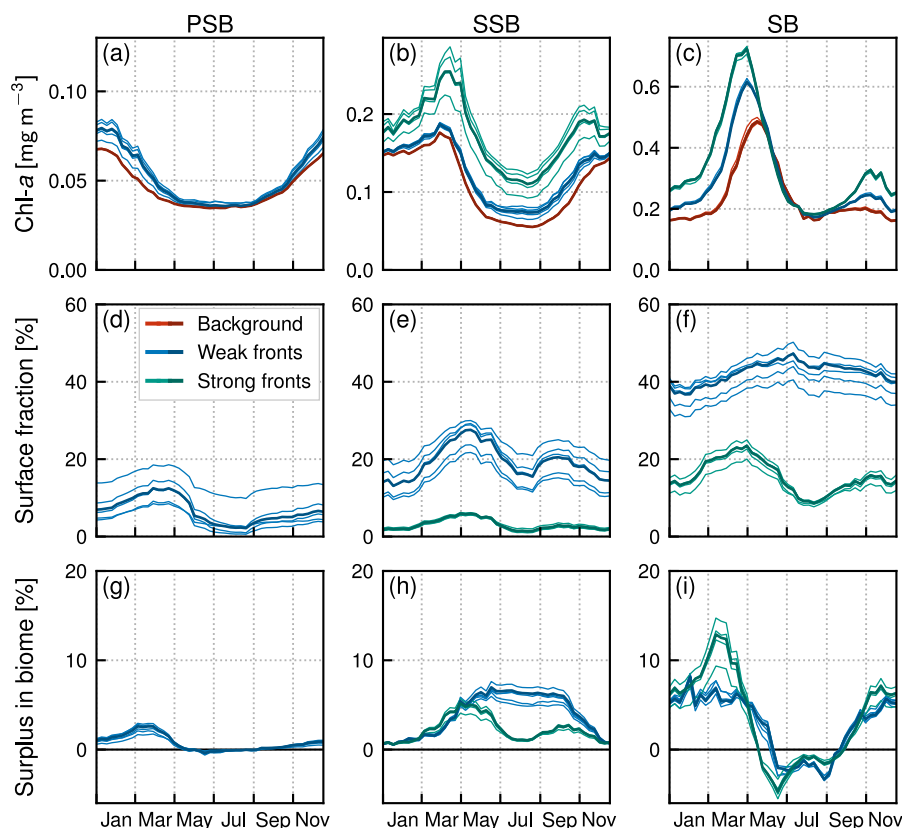 PSB SSB SB
(a) (b) (c)
Chl-a [mg m⁻³]
0.10
0.05
0.00
0.2
0.1
0.0
0.6
0.4
0.2
0.0
(d) (e) (f)
Surface fraction [%]
60
40
20
0
Background
Weak fronts
Strong fronts
60
40
20
0
60
40
20
0
(g) (h) (i)
Surplus in biome [%]
20
10
0
20
10
0
20
10
0
Jan Mar May Jul Sep Nov
Jan Mar May Jul Sep Nov
Jan Mar May Jul Sep Nov